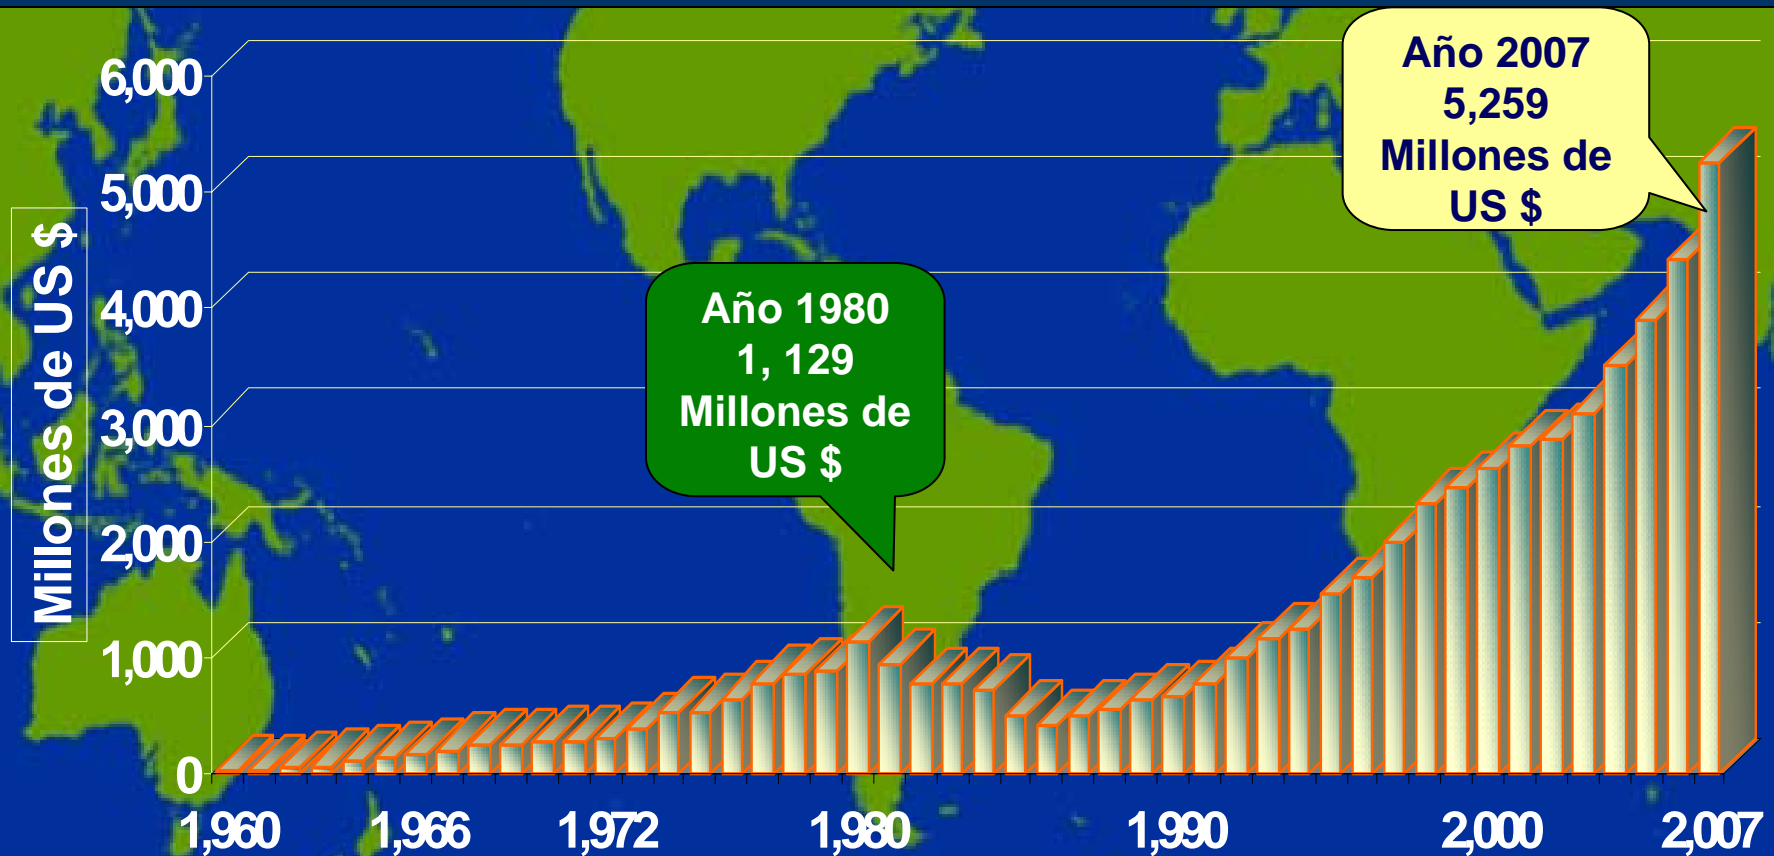 Año 2007
5,259
Millones de
US $
Año 1980
1, 129
Millones de
US $
Millones de US $
6,000
5,000
4,000
3,000
2,000
1,000
0
1,960 1,966 1,972 1,980 1,990 2,000 2,007